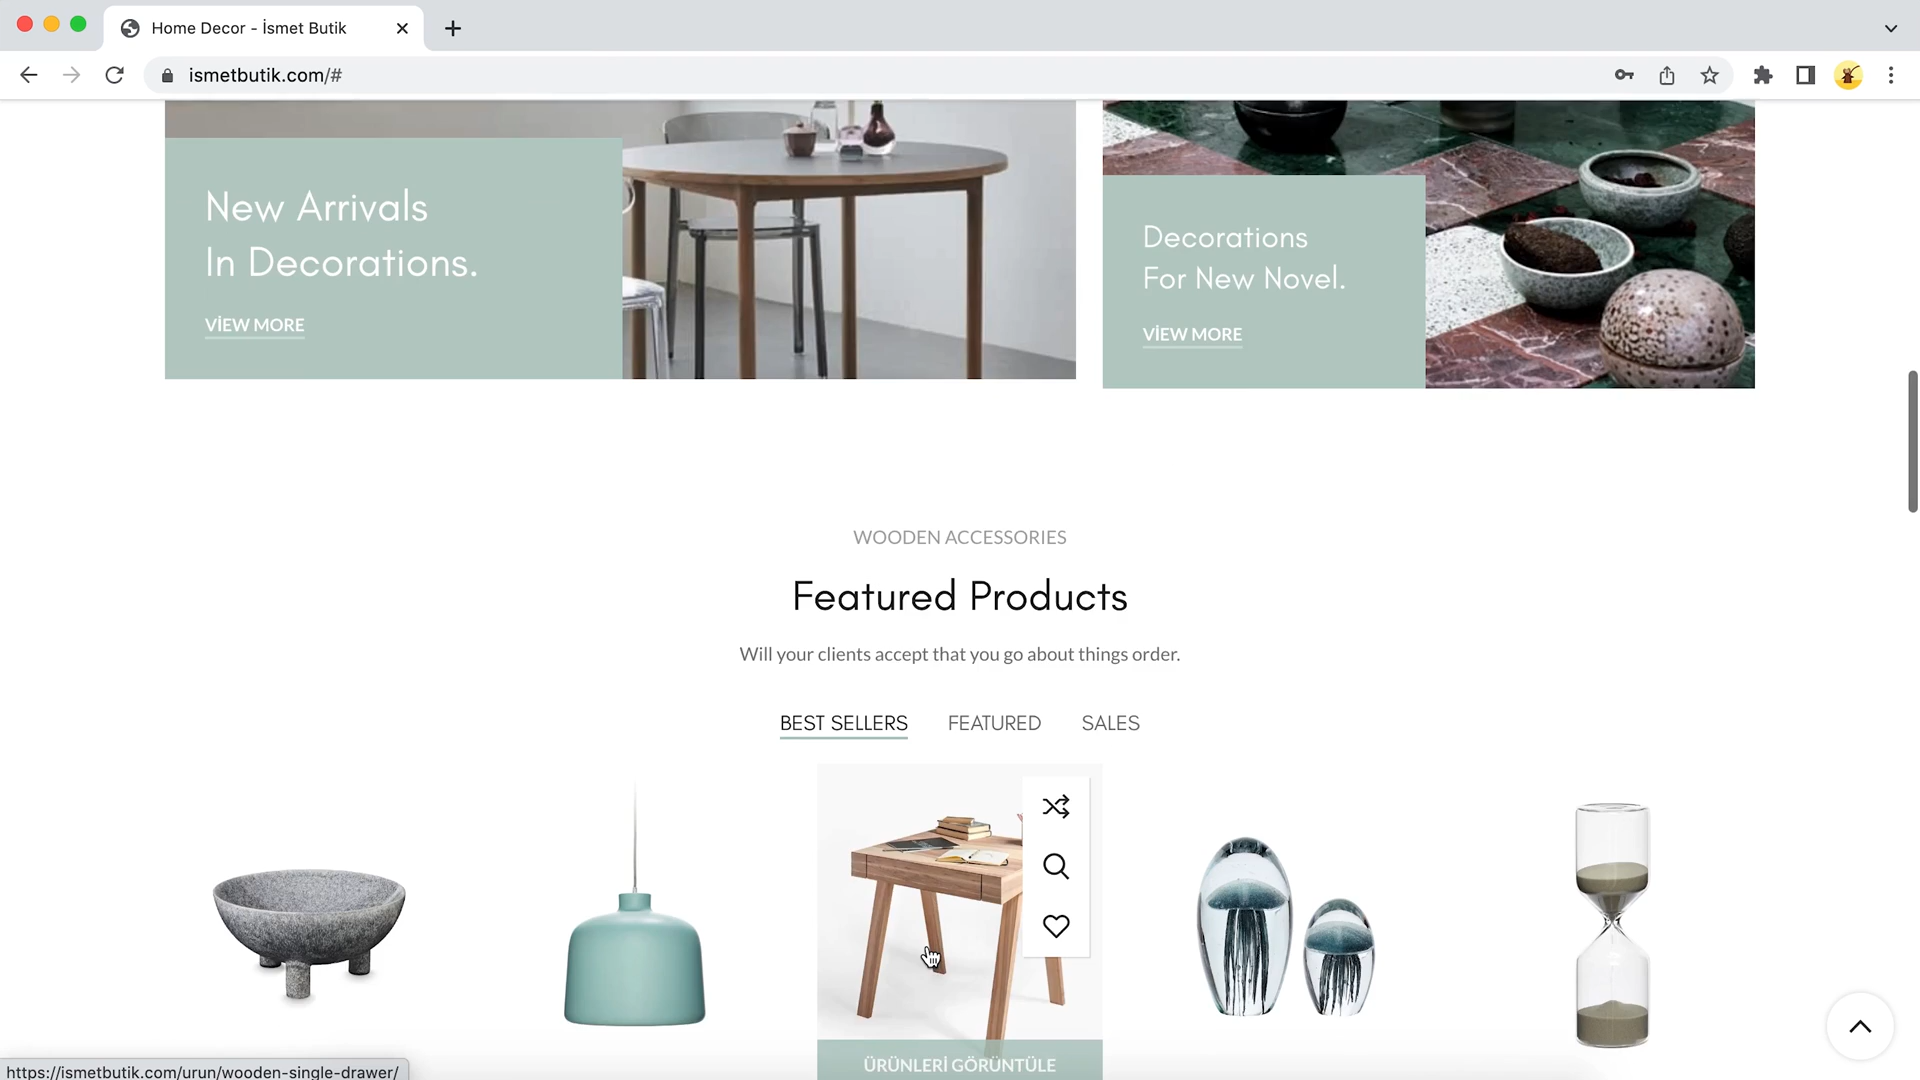 Home Decor - İsmet Butik
ismetbutik.com/#
New Arrivals
In Decorations.
VİEW MORE
Decorations
For New Novel.
VİEW MORE
WOODEN ACCESSORIES
Featured Products
Will your clients accept that you go about things order.
BEST SELLERS FEATURED SALES
ÜRÜNLERİ GÖRÜNTÜLE
https://ismetbutik.com/urun/wooden-single-drawer/